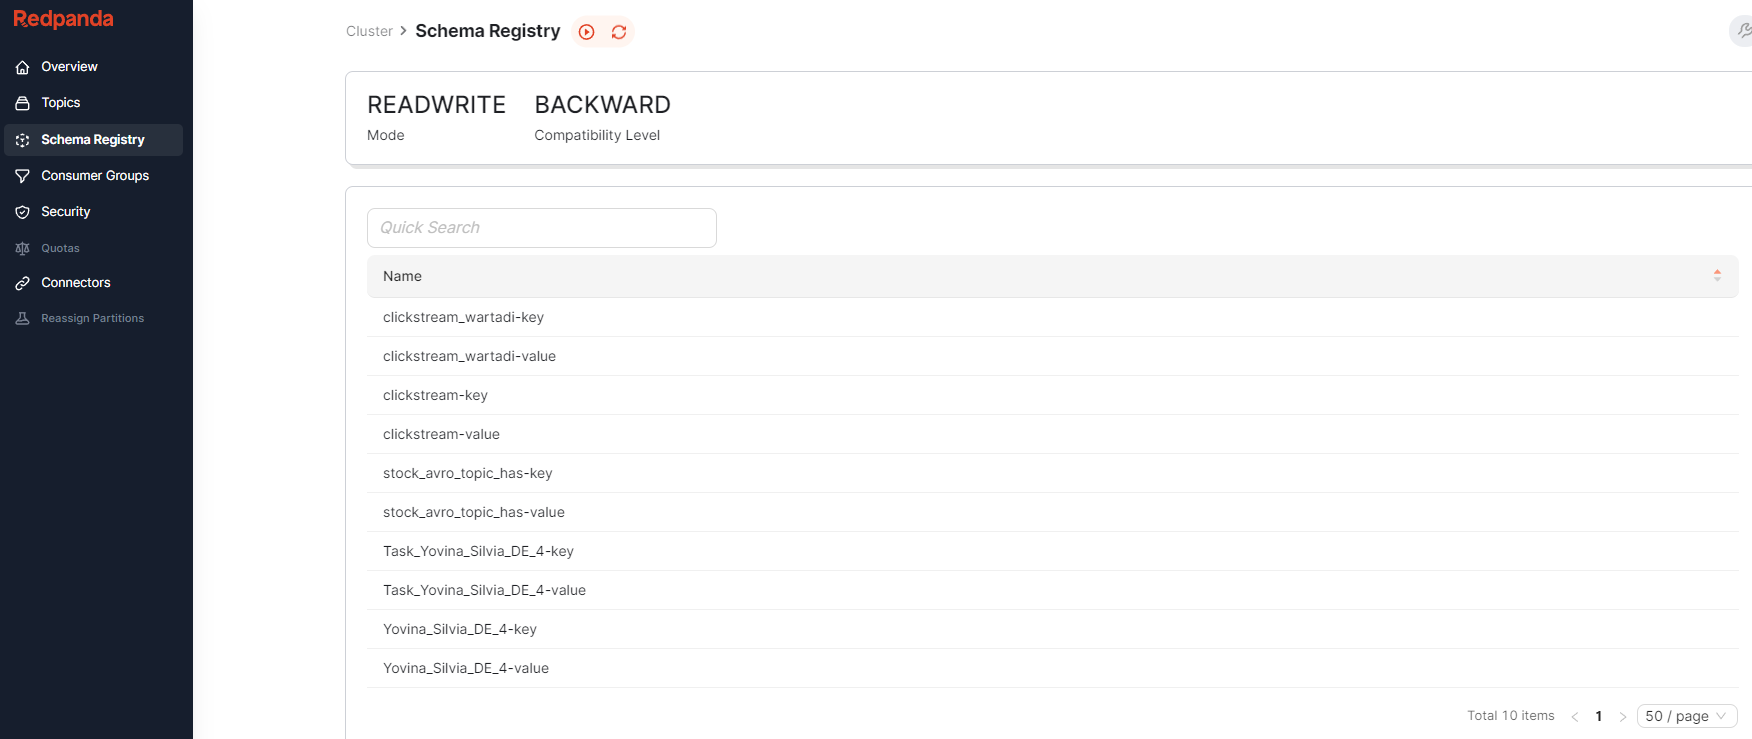 Redpanda
Overview
Topics
Schema Registry
Consumer Groups
Security
Quotas
Connectors
Reassign Partitions
Cluster > Schema Registry
READWRITE BACKWARD
Mode Compatibility Level
Quick Search
Name
clickstream_wartadi-key
clickstream_wartadi-value
clickstream-key
clickstream-value
stock_avro_topic_has-key
stock_avro_topic_has-value
Task_Yovina_Silvia_DE_4-key
Task_Yovina_Silvia_DE_4-value
Yovina_Silvia_DE_4-key
Yovina_Silvia_DE_4-value
Total 10 items < 1 > 50 / page